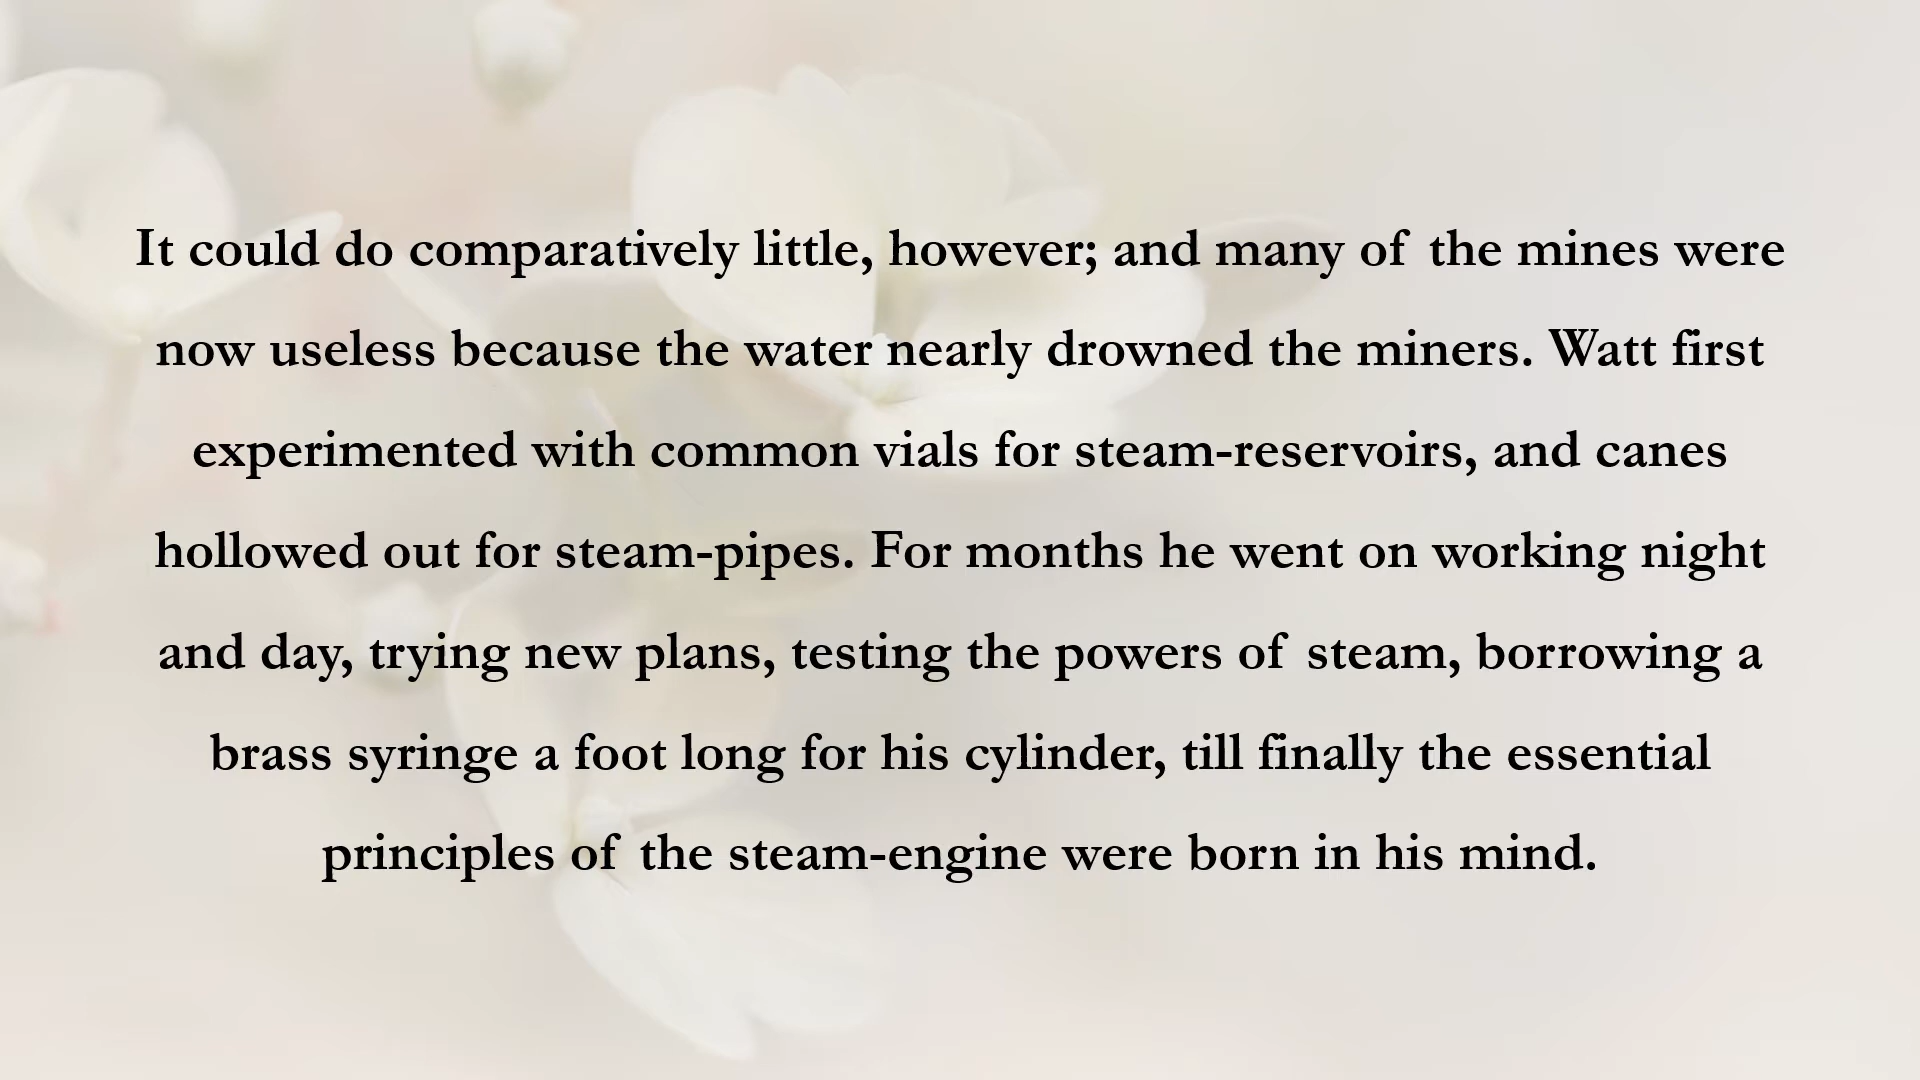 It could do comparatively little, however; and many of the mines were
now useless because the water nearly drowned the miners. Watt first
experimented with common vials for steam-reservoirs, and canes
hollowed out for steam-pipes. For months he went on working night
and day, trying new plans, testing the powers of steam, borrowing a
brass syringe a foot long for his cylinder, till finally the essential
principles of the steam-engine were born in his mind.